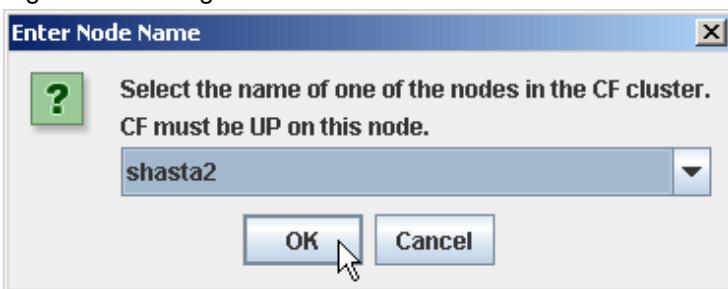 Enter Node Name
?
Select the name of one of the nodes in the CF cluster.
CF must be UP on this node.
shasta2
OK
Cancel